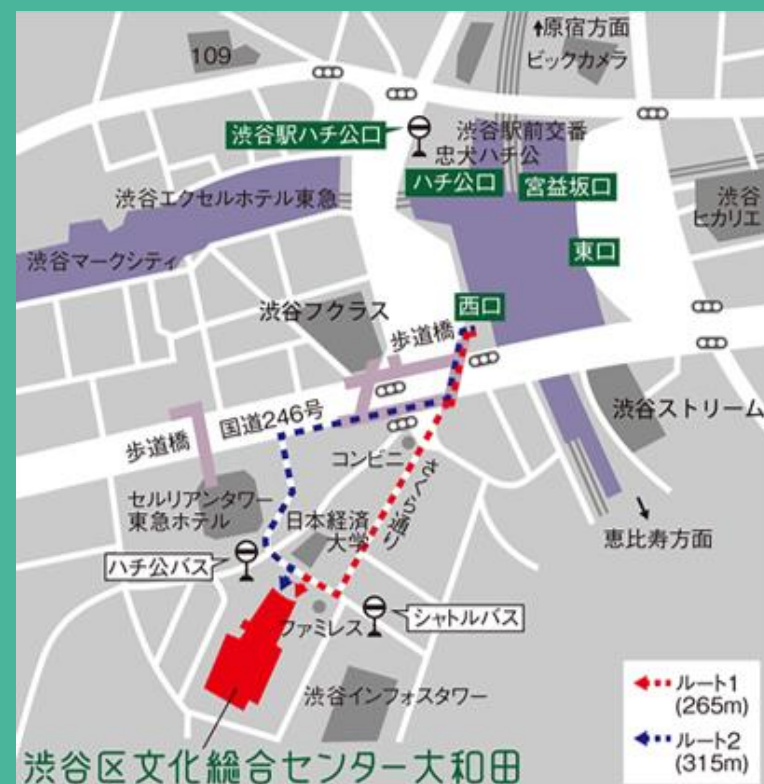 ↑原宿方面
109
ビックカメラ
渋谷駅ハチ公口
渋谷駅前交番
忠犬ハチ公
ハチ公口
宮益坂口
渋谷エクセルホテル東急
渋谷
ヒカリエ
東口
渋谷マークシティ
西口
渋谷フクラス
歩道橋
渋谷ストリーム
国道246号
歩道橋
コンビニ
さくら通り
セルリアンタワー
東急ホテル
日本経済
大学
恵比寿方面
ハチ公バス
ファミレス
シャトルバス
渋谷インフォスタワー
ルート1
(265m)
ルート2
(315m)
渋谷区文化総合センター大和田